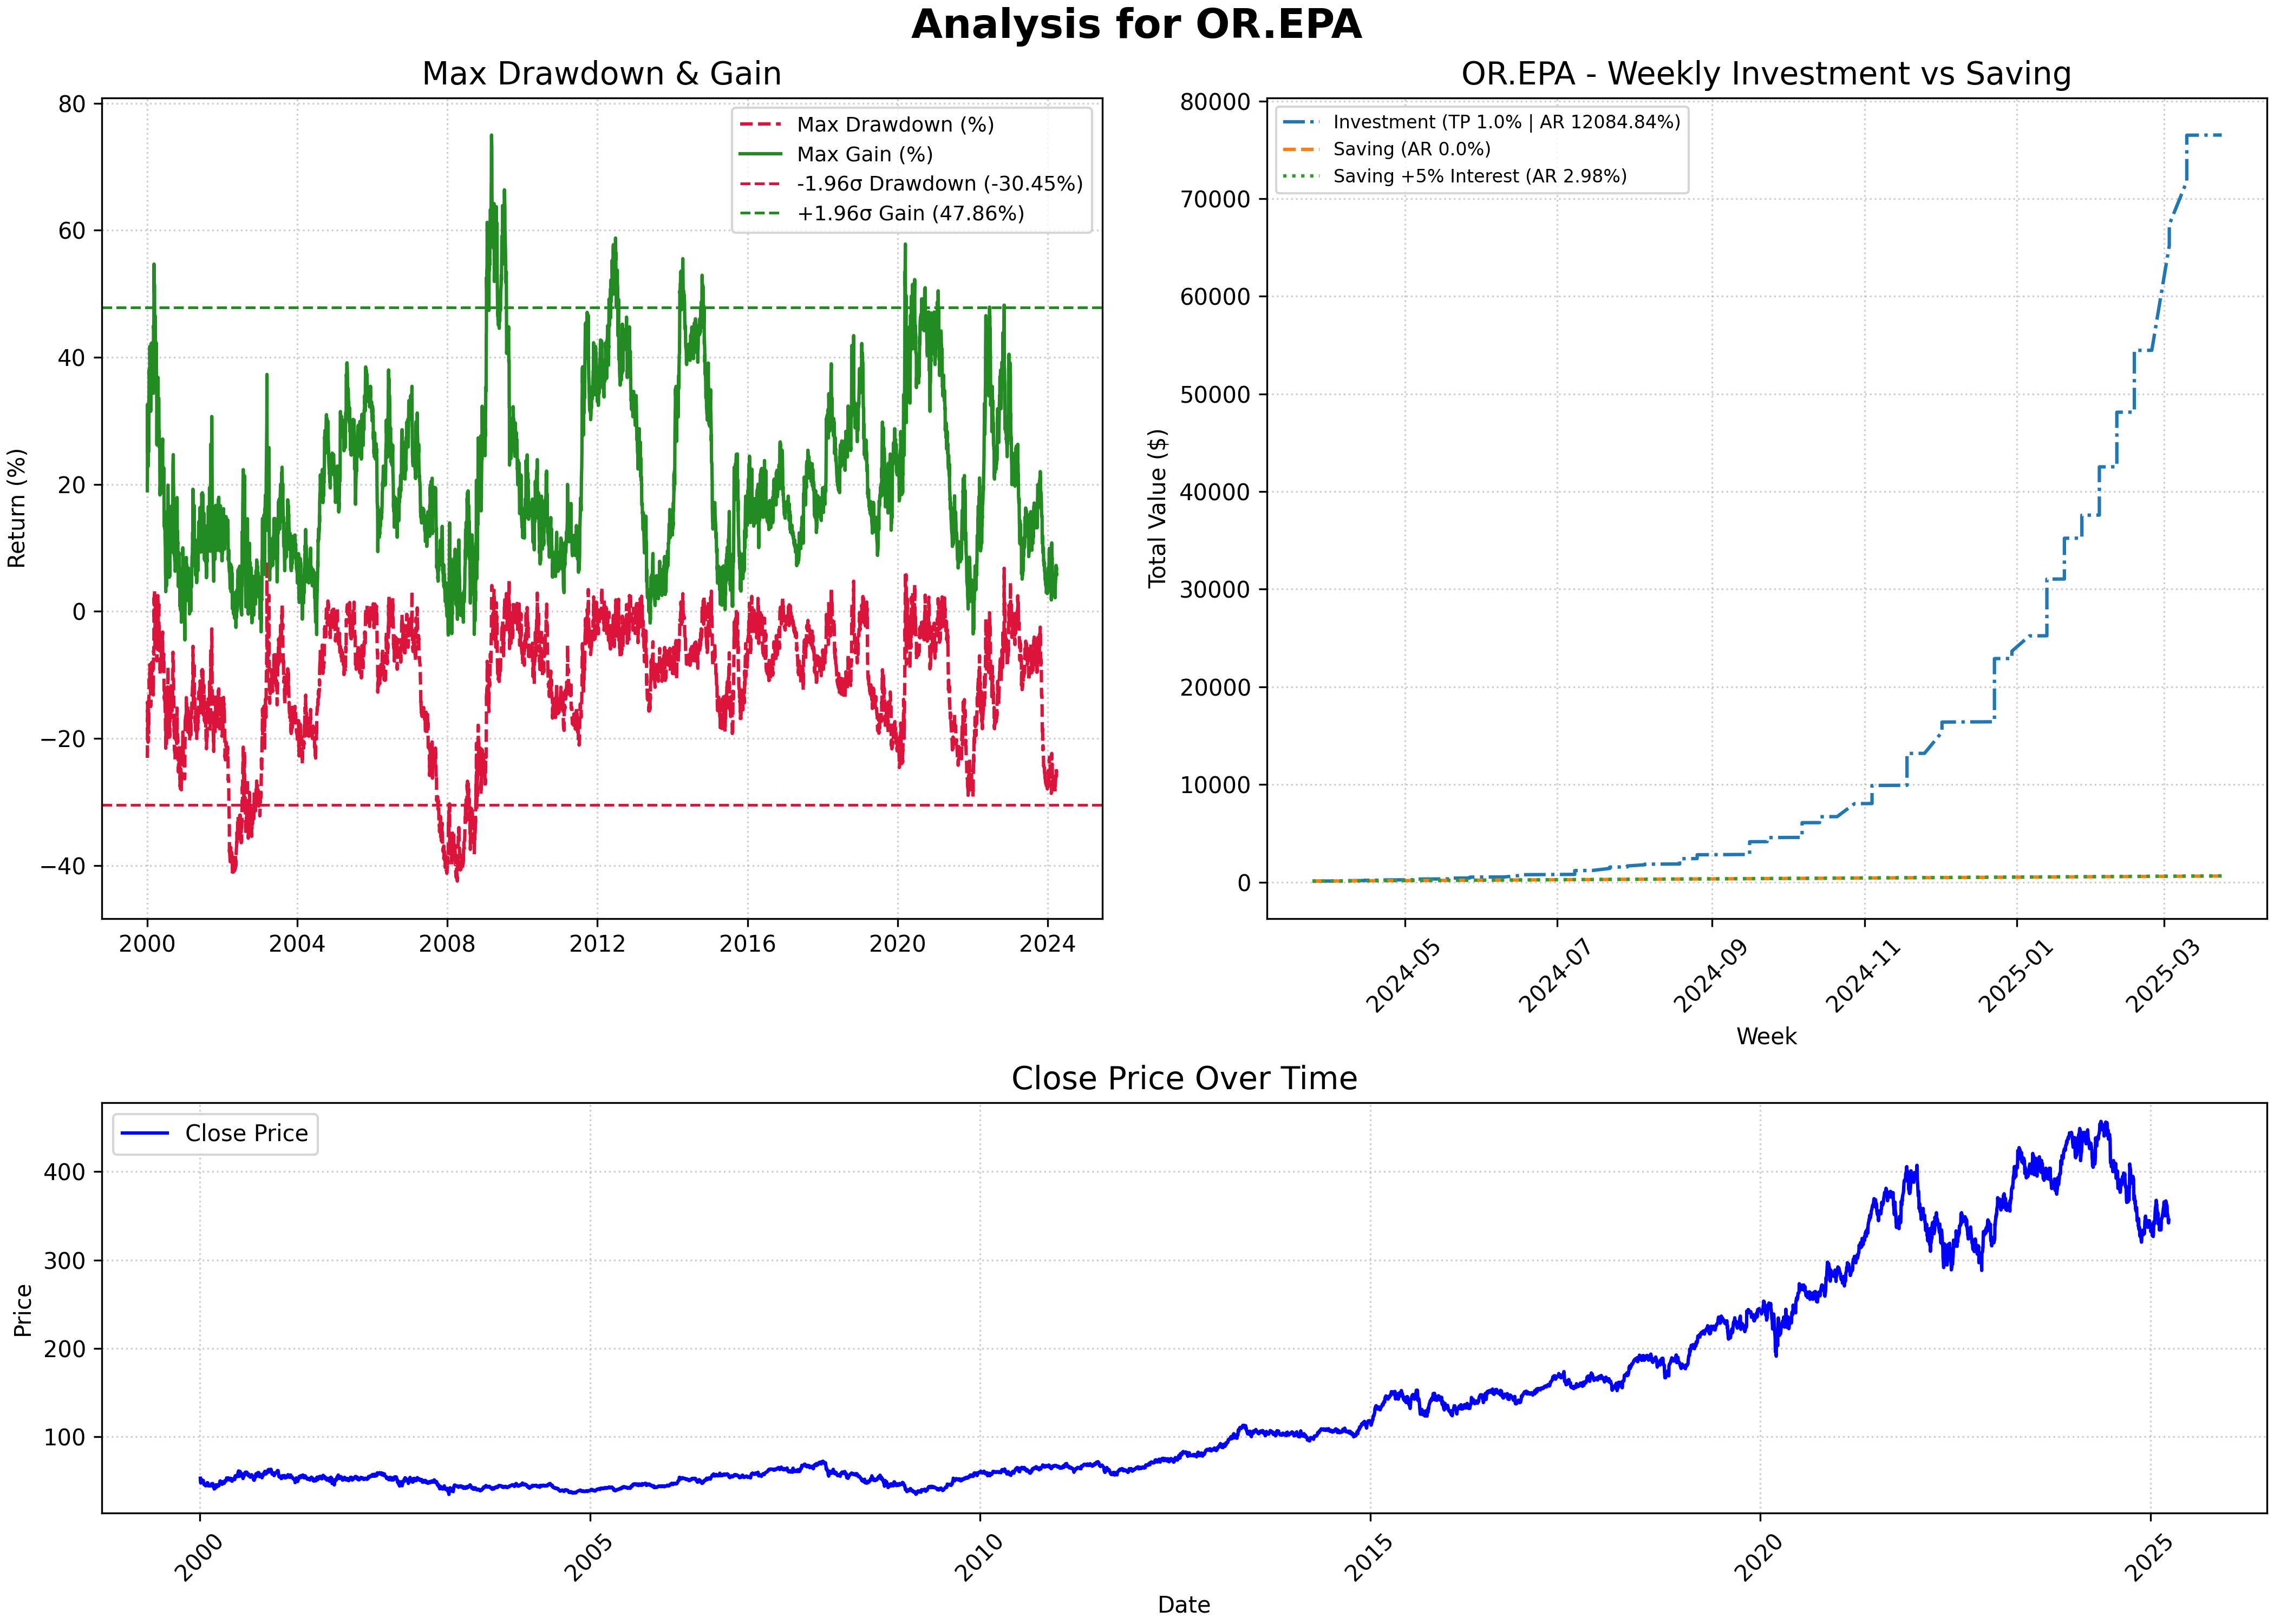 Analysis for OR.EPA
Max Drawdown & Gain
Return (%)
80
60
40
20
0
−20
−40
Max Drawdown (%)
Max Gain (%)
-1.96σ Drawdown (-30.45%)
+1.96σ Gain (47.86%)
2000 2004 2008 2012 2016 2020 2024
OR.EPA - Weekly Investment vs Saving
Total Value ($)
80000
70000
60000
50000
40000
30000
20000
10000
0
Investment (TP 1.0% | AR 12084.84%)
Saving (AR 0.0%)
Saving +5% Interest (AR 2.98%)
2024-05 2024-07 2024-09 2024-11 2025-01 2025-03
Week
Close Price Over Time
Price
400
300
200
100
Close Price
2000 2005 2010 2015 2020 2025
Date